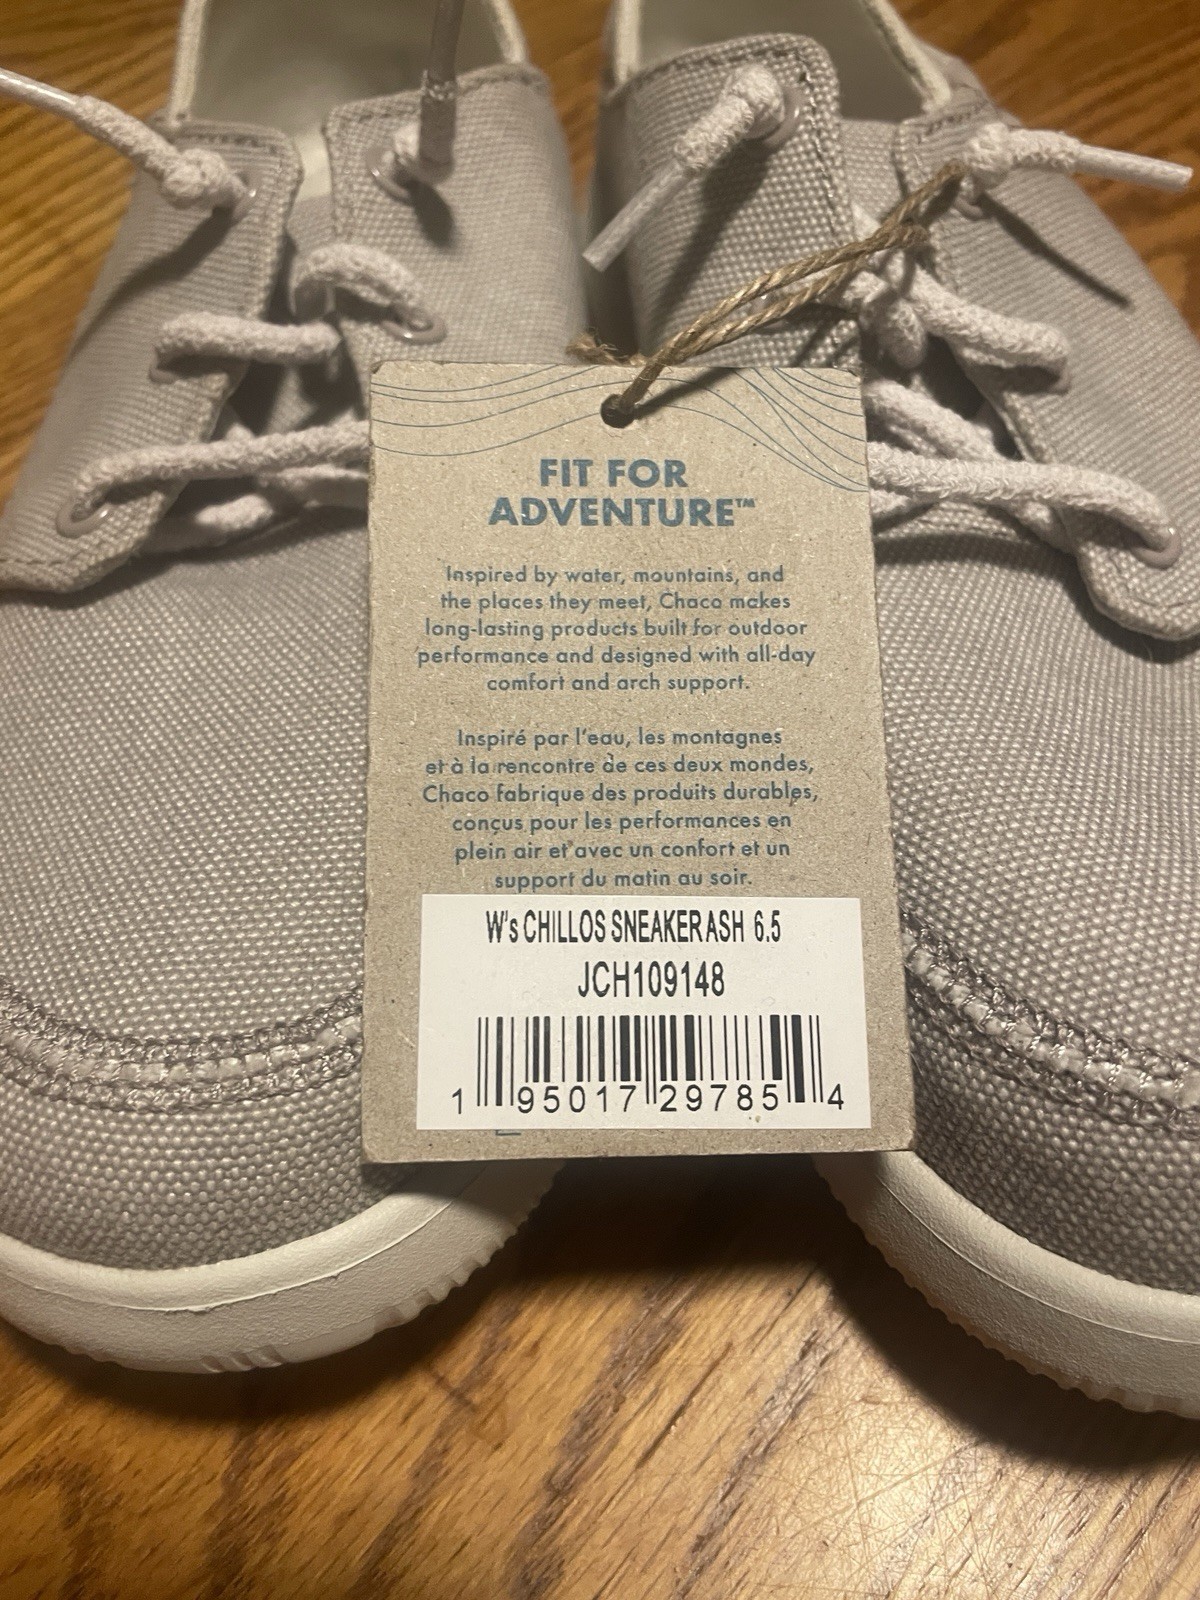 FIT FOR
ADVENTURE™
Inspired by water, mountains, and
the places they meet, Chaco makes
long-lasting products built for outdoor
performance and designed with all-day
comfort and arch support.
Inspiré par l'eau, les montagnes
et à la rencontre de ces deux mondes,
Chaco fabrique des produits durables,
conçus pour les performances en
plein air et avec un confort et un
support du matin au soir.
W's CHILLOS SNEAKER ASH 6.5
JCH109148
1 95017 29785 4